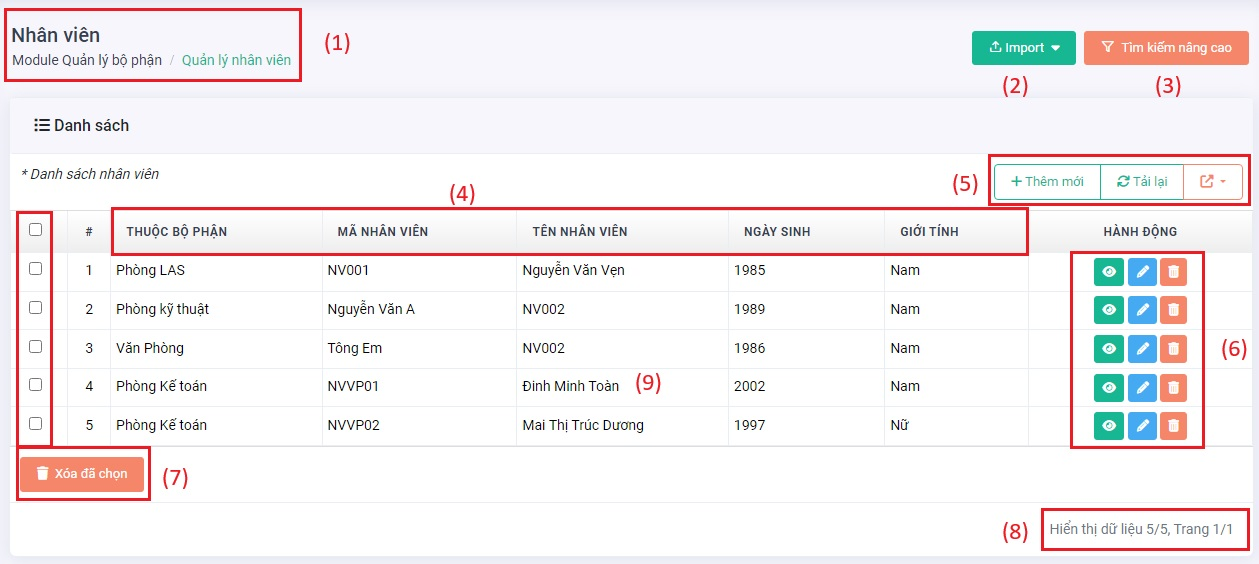 Nhân viên
Module Quản lý bộ phận / Quản lý nhân viên
(1)
Import
Tìm kiếm nâng cao
(2)
(3)
Danh sách
* Danh sách nhân viên
(4)
(5)
+ Thêm mới
Tải lại
# THUỘC BỘ PHẬN MÃ NHÂN VIÊN TÊN NHÂN VIÊN NGÀY SINH GIỚI TÍNH HÀNH ĐỘNG
1 Phòng LAS NV001 Nguyễn Văn Vẹn 1985 Nam
2 Phòng kỹ thuật Nguyễn Văn A NV002 1989 Nam
3 Văn Phòng Tông Em NV002 1986 Nam
(6)
4 Phòng Kế toán NVVP01 Đinh Minh Toàn 2002 Nam
(9)
5 Phòng Kế toán NVVP02 Mai Thị Trúc Dương 1997 Nữ
Xóa đã chọn
(7)
(8)
Hiển thị dữ liệu 5/5, Trang 1/1